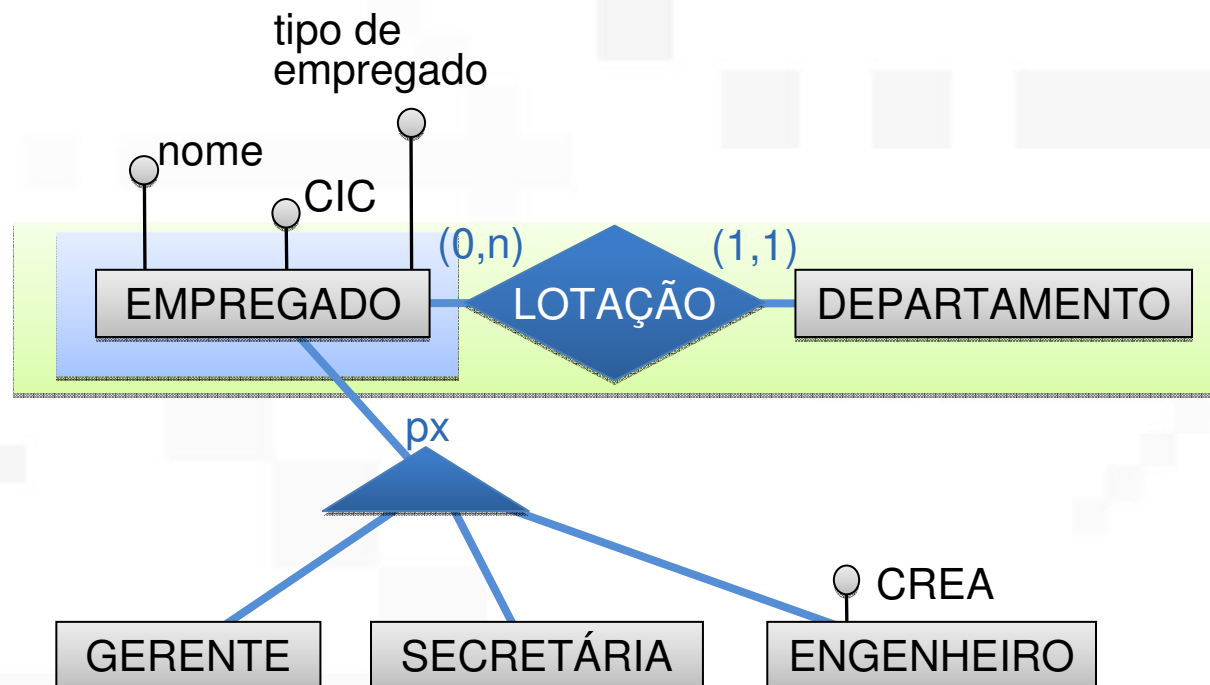 tipo de
empregado
nome
CIC
(0,n)
(1,1)
EMPREGADO
LOTAÇÃO
DEPARTAMENTO
px
CREA
GERENTE
SECRETÁRIA
ENGENHEIRO